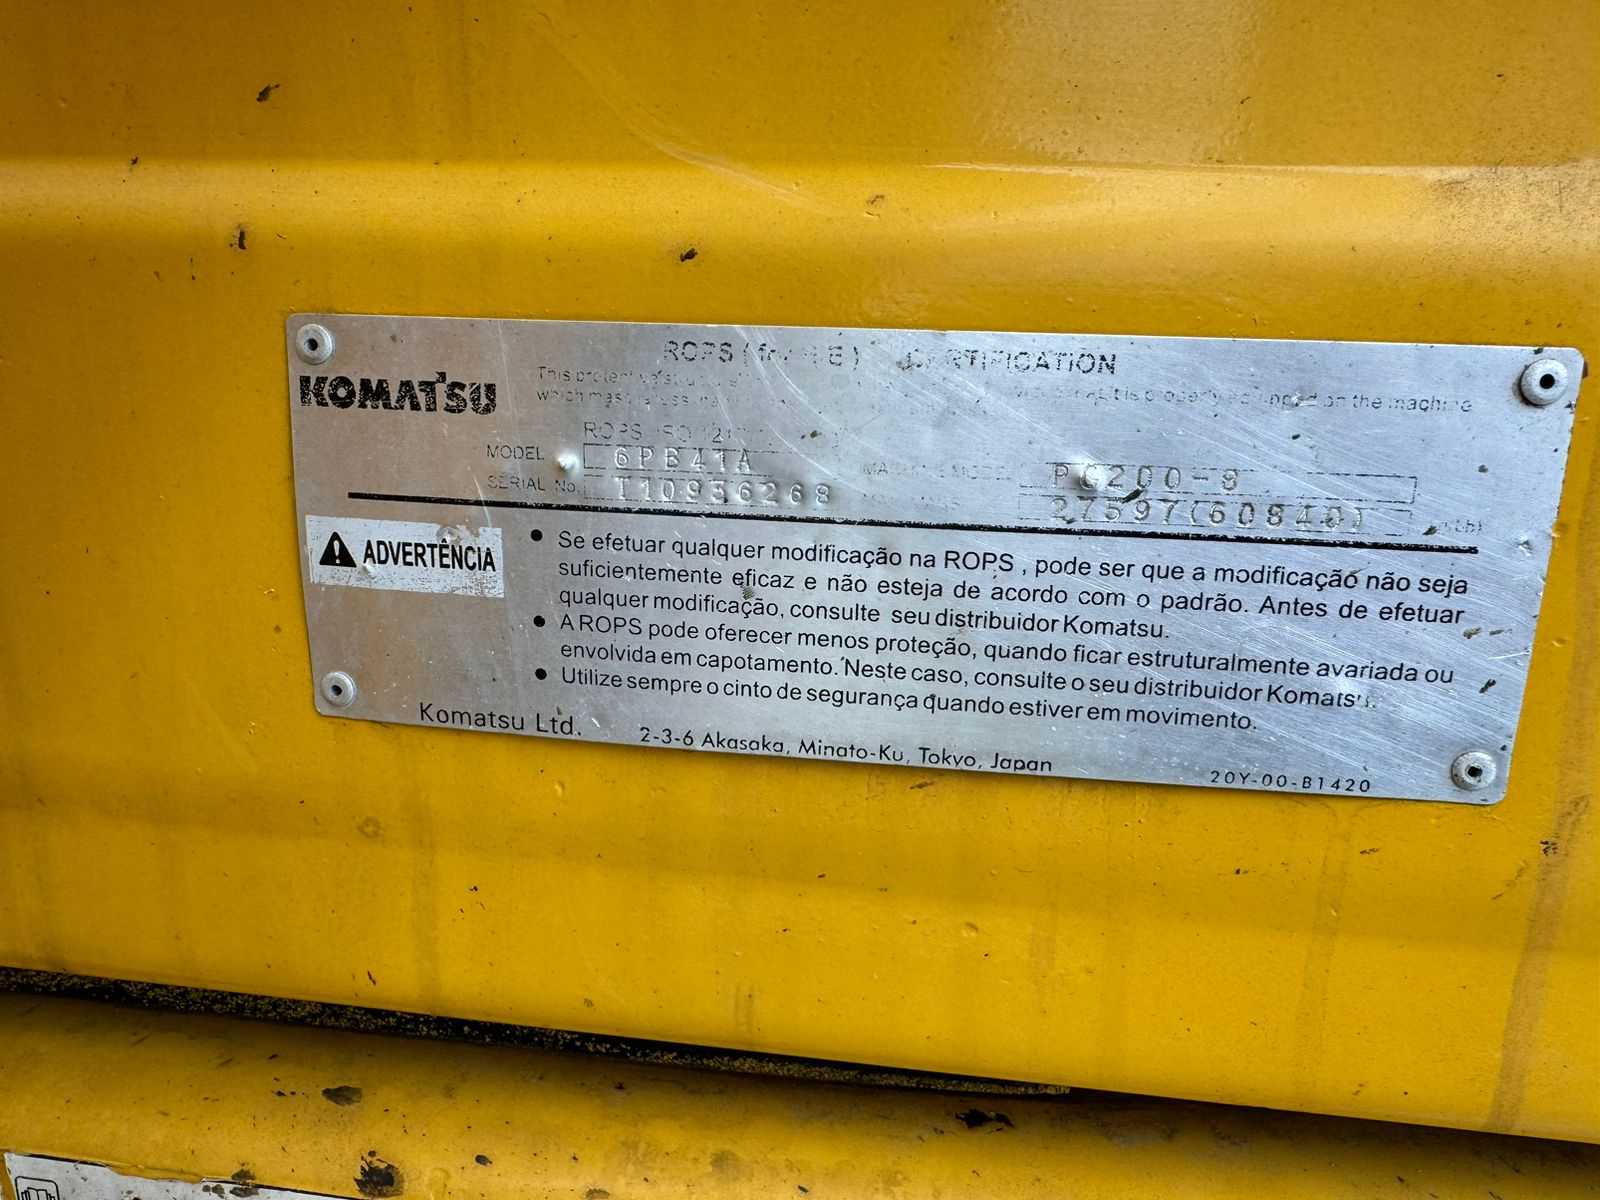 CERTIFICATION
KOMATSU
on the machine
MODEL 6PB41A PC200-8
SERIAL No. T10936268 27597(60840)
ADVERTÊNCIA
● Se efetuar qualquer modificação na ROPS , pode ser que a modificação não seja
suficientemente eficaz e não esteja de acordo com o padrão. Antes de efetuar
qualquer modificação, consulte seu distribuidor Komatsu.
● A ROPS pode oferecer menos proteção, quando ficar estruturalmente avariada ou
envolvida em capotamento. Neste caso, consulte o seu distribuidor Komatsu.
● Utilize sempre o cinto de segurança quando estiver em movimento.
Komatsu Ltd. 2-3-6 Akasaka, Minato-Ku, Tokyo, Japan
20Y-00-B1420